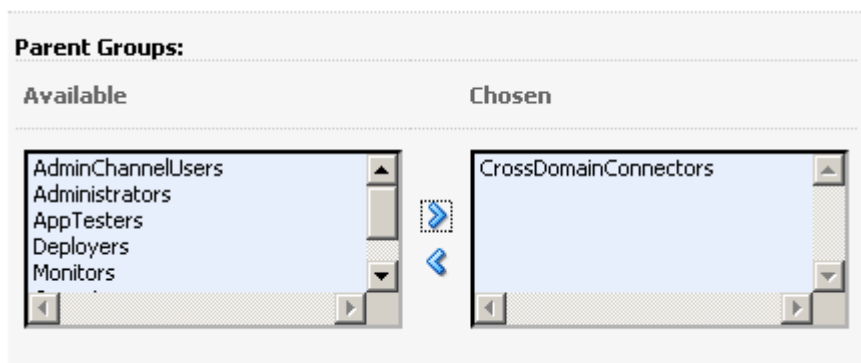 Parent Groups:
Available
Chosen
AdminChannelUsers
Administrators
AppTesters
Deployers
Monitors
CrossDomainConnectors